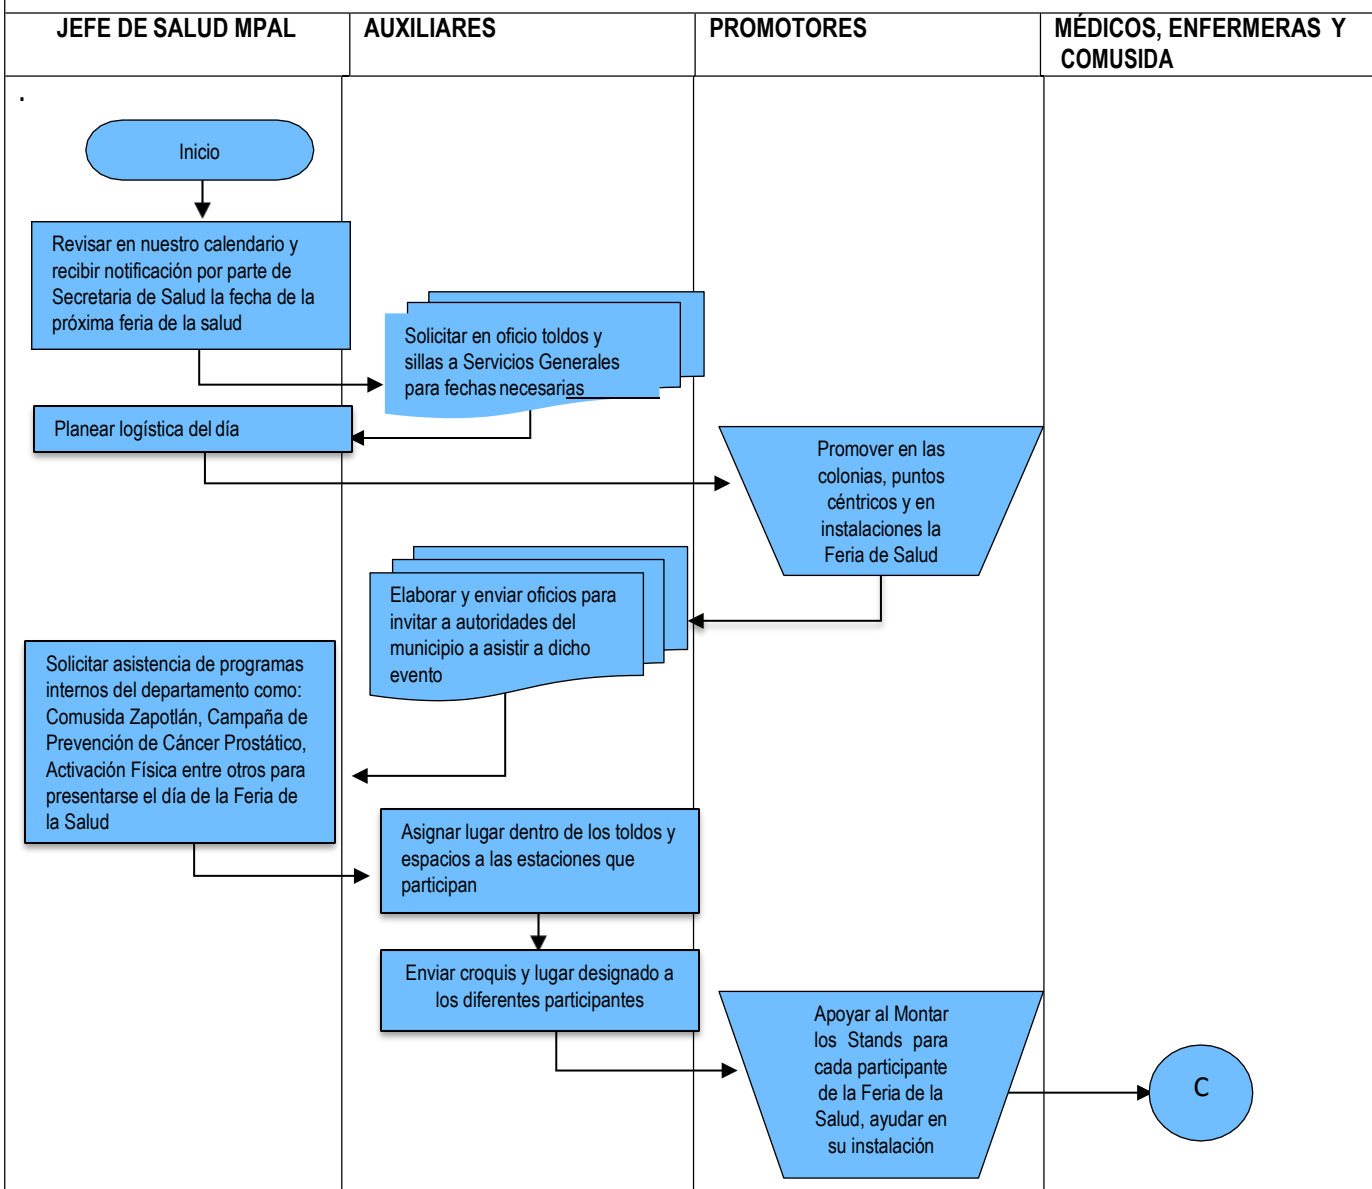 JEFE DE SALUD MPAL
AUXILIARES
PROMOTORES
MÉDICOS, ENFERMERAS Y
COMUSIDA
.
Inicio
Revisar en nuestro calendario y
recibir notificación por parte de
Secretaria de Salud la fecha de la
próxima feria de la salud
Solicitar en oficio toldos y
sillas a Servicios Generales
para fechas necesarias
Planear logística del día
Promover en las
colonias, puntos
céntricos y en
instalaciones la
Feria de Salud
Elaborar y enviar oficios para
invitar a autoridades del
municipio a asistir a dicho
evento
Solicitar asistencia de programas
internos del departamento como:
Comusida Zapotlán, Campaña de
Prevención de Cáncer Prostático,
Activación Física entre otros para
presentarse el día de la Feria de
la Salud
Asignar lugar dentro de los toldos y
espacios a las estaciones que
participan
Enviar croquis y lugar designado a
los diferentes participantes
Apoyar al Montar
los Stands para
cada participante
de la Feria de la
Salud, ayudar en
su instalación
C